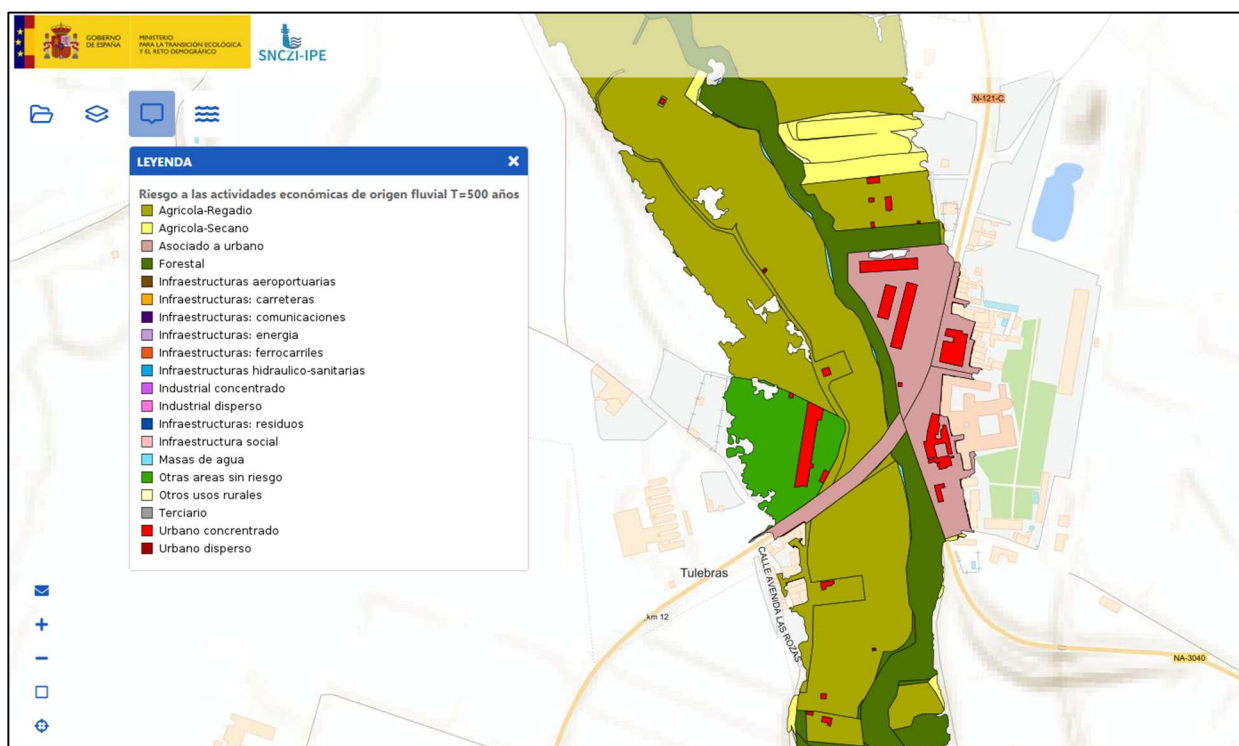 GOBIERNO
DE ESPAÑA
MINISTERIO
PARA LA TRANSICIÓN ECOLÓGICA
Y EL RETO DEMOGRÁFICO
SNCZI-IPE
LEYENDA
Riesgo a las actividades económicas de origen fluvial T=500 años
Agricola-Regadio
Agricola-Secano
Asociado a urbano
Forestal
Infraestructuras aeroportuarias
Infraestructuras: carreteras
Infraestructuras: comunicaciones
Infraestructuras: energia
Infraestructuras: ferrocarriles
Infraestructuras hidraulico-sanitarias
Industrial concentrado
Industrial disperso
Infraestructuras: residuos
Infraestructura social
Masas de agua
Otras areas sin riesgo
Otros usos rurales
Terciario
Urbano concrentrado
Urbano disperso
N-121-C
Tulebras
CALLE AVENIDA LAS ROZAS
km 12
NA-3040